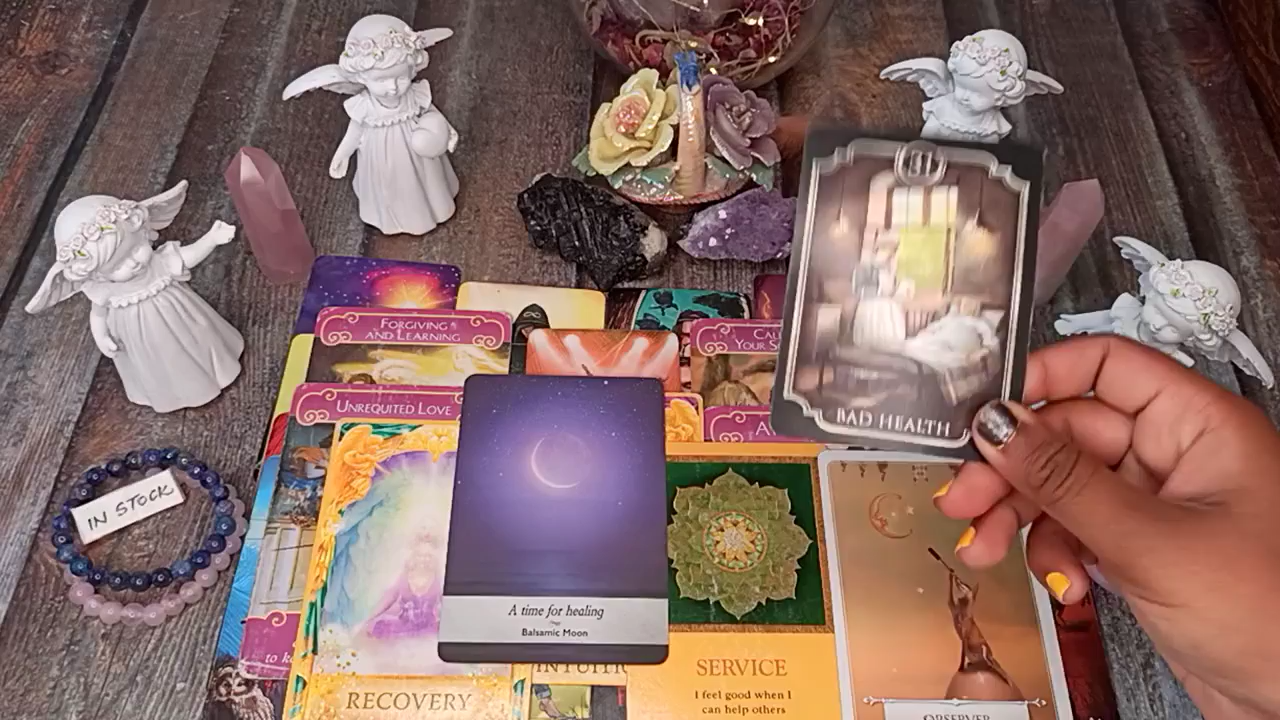 31
BAD HEALTH
FORGIVING
AND LEARNING
UNREQUITED LOVE
IN STOCK
A time for healing
Balsamic Moon
RECOVERY
SERVICE
I feel good when I
can help others
OBSERVER